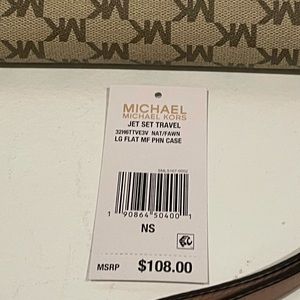 MICHAEL
MICHAEL KORS
JET SET TRAVEL
32H6TTVE3V NAT/FAWN
LG FLAT MF PHN CASE
1 90864 50400 1
NS
MSRP $108.00